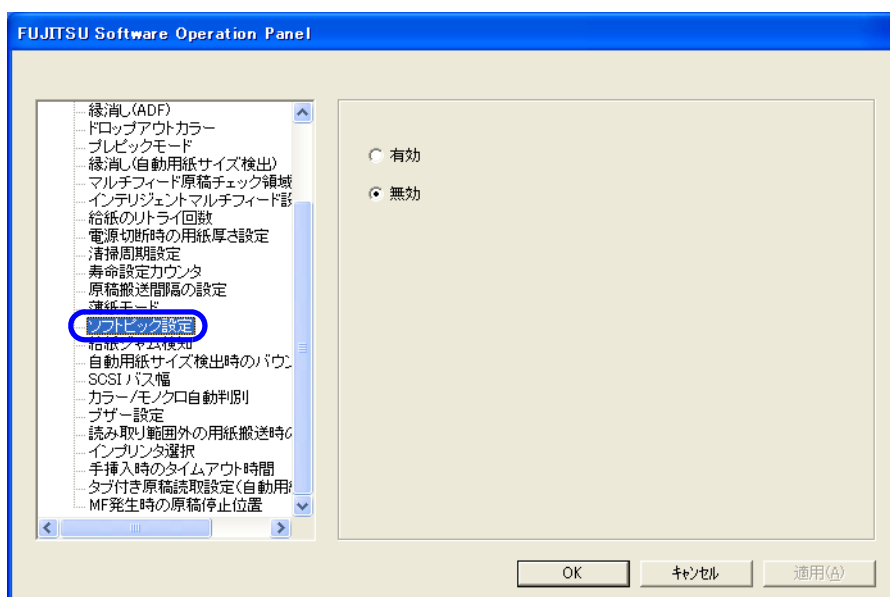 FUJITSU Software Operation Panel
縁消し(ADF)
ドロップアウトカラー
プレピックモード
縁消し(自動用紙サイズ検出)
マルチフィード原稿チェック領域
インテリジェントマルチフィード設
給紙のリトライ回数
電源切断時の用紙厚さ設定
清掃周期設定
寿命設定カウンタ
原稿搬送間隔の設定
薄紙モード
ソフトピック設定
給紙ジャム検知
自動用紙サイズ検出時のバウン
SCSI バス幅
カラー/モノクロ自動判別
ブザー設定
読み取り範囲外の用紙搬送時の
インプリンタ選択
手挿入時のタイムアウト時間
タブ付き原稿読取設定(自動用紙
MF発生時の原稿停止位置
有効
無効
OK
キャンセル
適用(A)